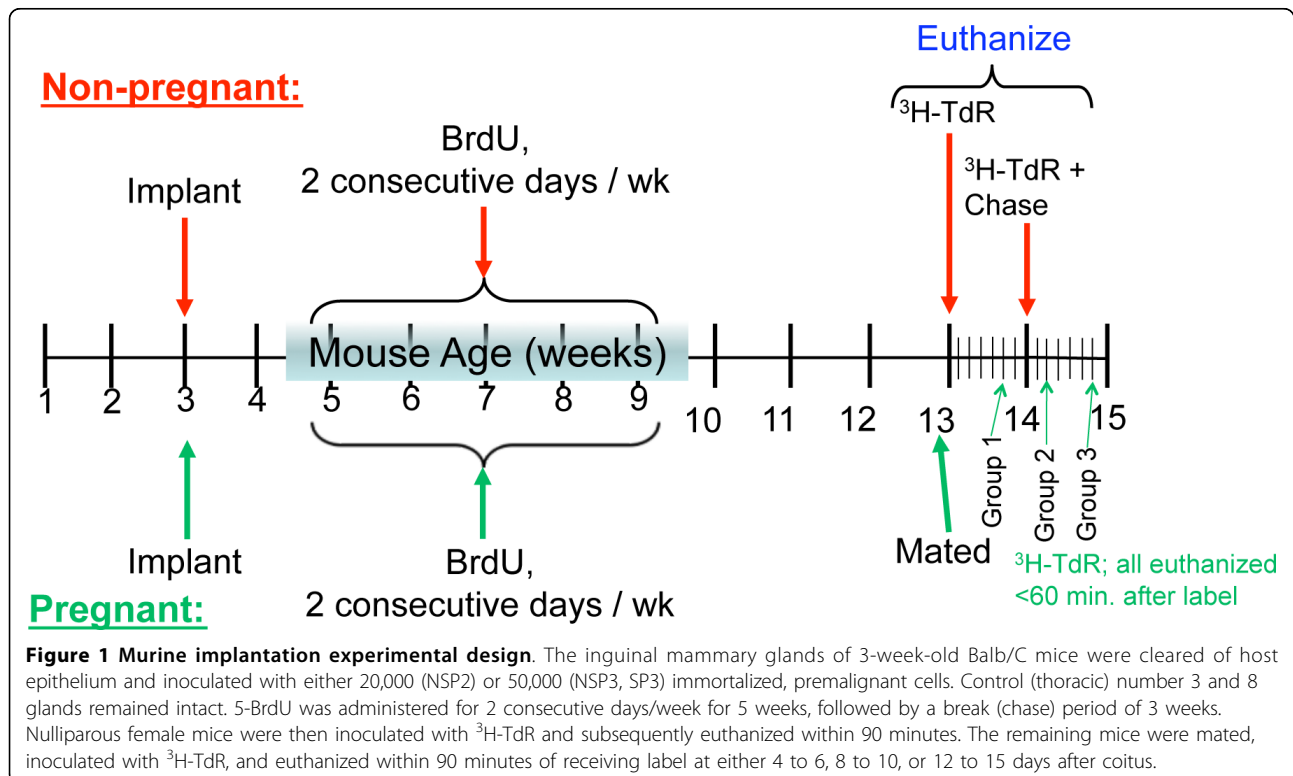 Euthanize
Non-pregnant:
³H-TdR
BrdU,
2 consecutive days / wk
³H-TdR +
Chase
Implant
Mouse Age (weeks)
1 2 3 4 5 6 7 8 9 10 11 12 13 14 15
Group 1
Group 2
Group 3
Implant
BrdU,
2 consecutive days / wk
Mated
³H-TdR; all euthanized
<60 min. after label
Pregnant:
Figure 1 Murine implantation experimental design. The inguinal mammary glands of 3-week-old Balb/C mice were cleared of host
epithelium and inoculated with either 20,000 (NSP2) or 50,000 (NSP3, SP3) immortalized, premalignant cells. Control (thoracic) number 3 and 8
glands remained intact. 5-BrdU was administered for 2 consecutive days/week for 5 weeks, followed by a break (chase) period of 3 weeks.
Nulliparous female mice were then inoculated with ³H-TdR and subsequently euthanized within 90 minutes. The remaining mice were mated,
inoculated with ³H-TdR, and euthanized within 90 minutes of receiving label at either 4 to 6, 8 to 10, or 12 to 15 days after coitus.